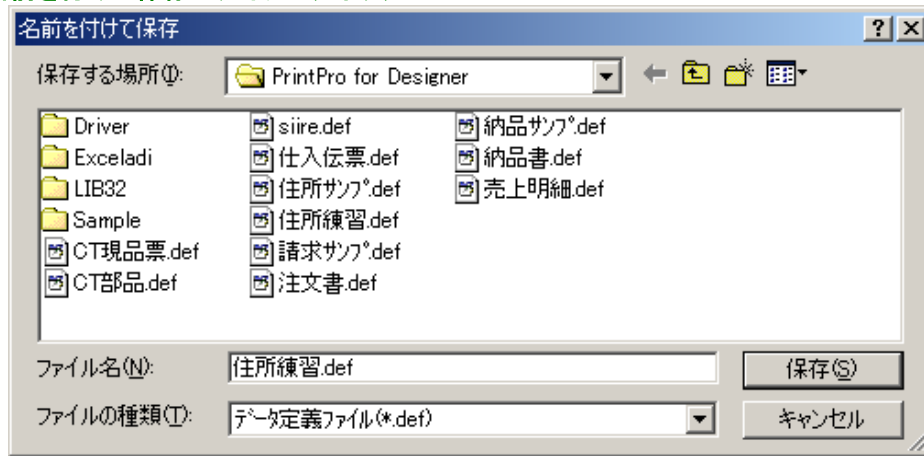 名前を付けて保存
保存する場所(I):
PrintPro for Designer
Driver
Exceladi
LIB32
Sample
CT現品票.def
CT部品.def
siire.def
仕入伝票.def
住所ｻﾝﾌﾟ.def
住所練習.def
請求ｻﾝﾌﾟ.def
注文書.def
納品ｻﾝﾌﾟ.def
納品書.def
売上明細.def
ファイル名(N): 住所練習.def 保存(S)
ファイルの種類(T): ﾃﾞｰﾀ定義ﾌｧｲﾙ(*.def) キャンセル